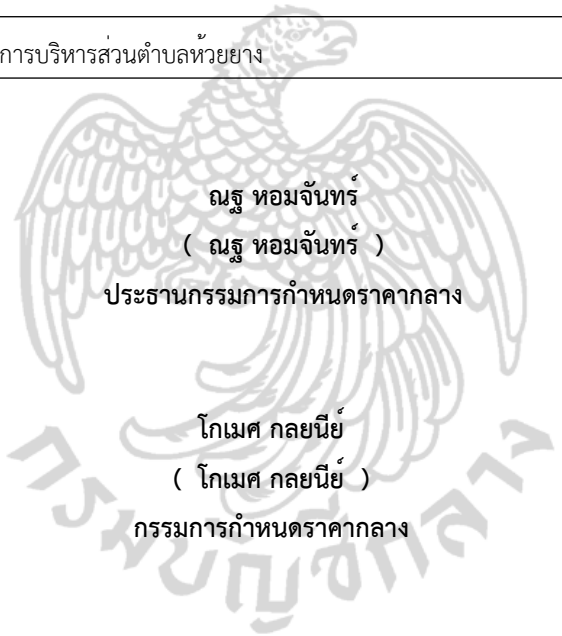 การบริหารส่วนตำบลห้วยยาง
ณฐ หอมจันทร์
( ณฐ หอมจันทร์ )
ประธานกรรมการกำหนดราคากลาง
โกเมศ กลยนีย์
( โกเมศ กลยนีย์ )
กรรมการกำหนดราคากลาง
กรมบัญชีกลาง